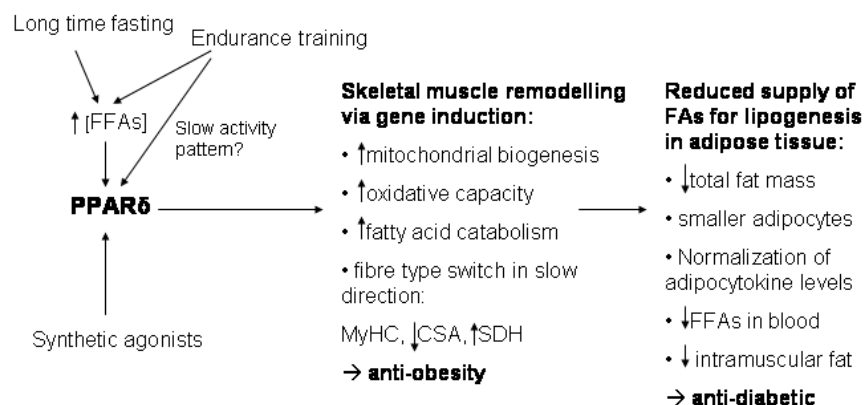 Long time fasting
Endurance training
↑ [FFAs]
Slow activity
pattern?
PPARδ
Synthetic agonists
Skeletal muscle remodelling
via gene induction:
• ↑mitochondrial biogenesis
• ↑oxidative capacity
• ↑fatty acid catabolism
• fibre type switch in slow
direction:
MyHC, ↓CSA, ↑SDH
→ anti-obesity
Reduced supply of
FAs for lipogenesis
in adipose tissue:
• ↓total fat mass
• smaller adipocytes
• Normalization of
adipocytokine levels
• ↓FFAs in blood
• ↓ intramuscular fat
→ anti-diabetic